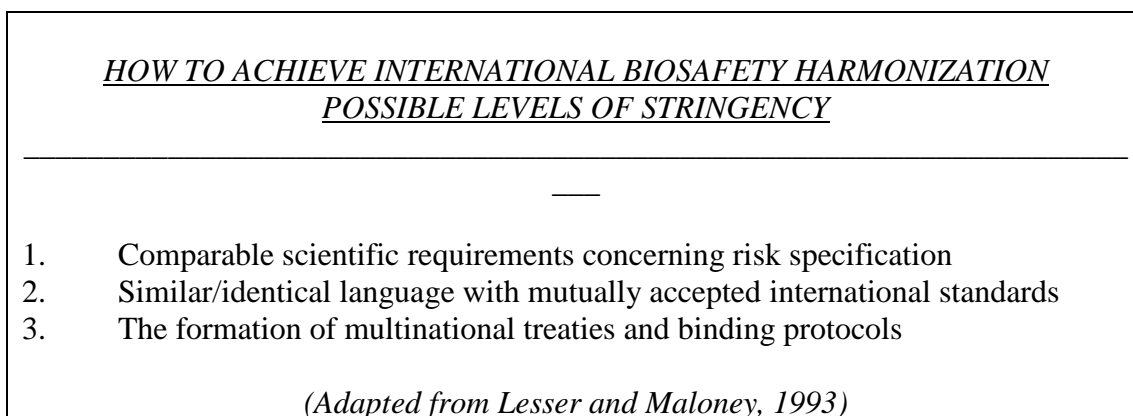 HOW TO ACHIEVE INTERNATIONAL BIOSAFETY HARMONIZATION
POSSIBLE LEVELS OF STRINGENCY
1. Comparable scientific requirements concerning risk specification
2. Similar/identical language with mutually accepted international standards
3. The formation of multinational treaties and binding protocols
(Adapted from Lesser and Maloney, 1993)